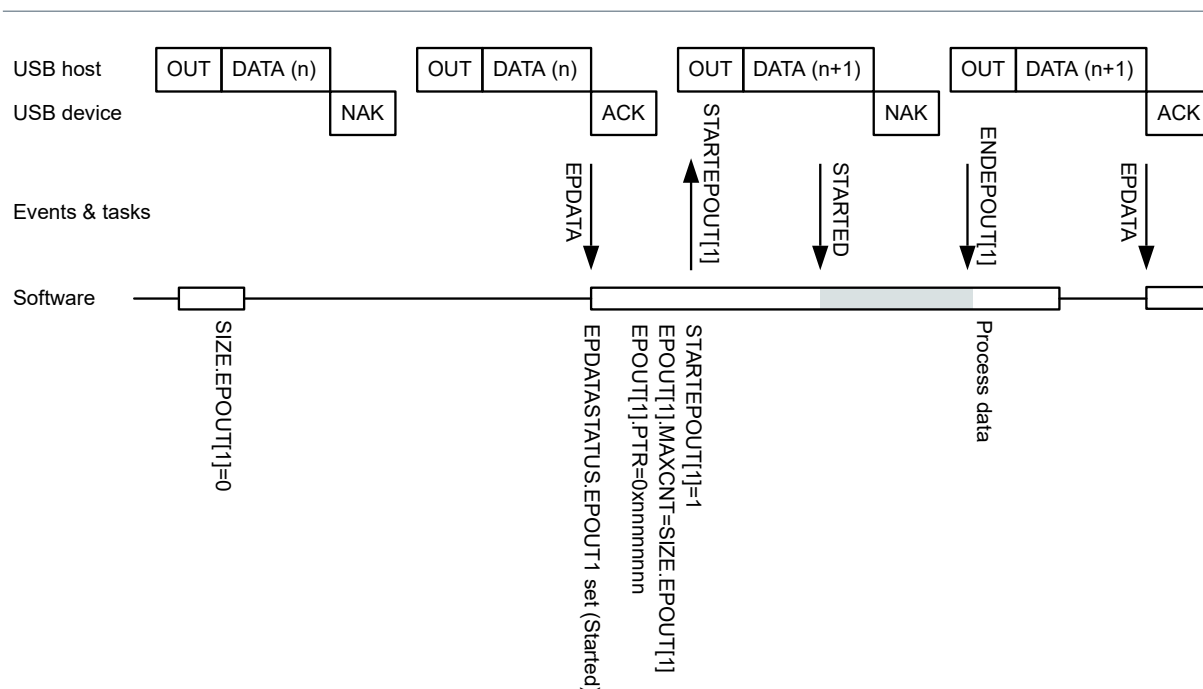 USB host
OUT DATA (n)
OUT DATA (n)
OUT DATA (n+1)
OUT DATA (n+1)
USB device
NAK
ACK
NAK
ACK
Events & tasks
EPDATA
STARTEPOUT[1]
STARTED
ENDEPOUT[1]
EPDATA
Software
SIZE.EPOUT[1]=0
EPDATASTATUS.EPOUT1 set (Started)
EPOUT[1].PTR=0xnnnnnnnn
EPOUT[1].MAXCNT=SIZE.EPOUT[1]
STARTEPOUT[1]=1
Process data